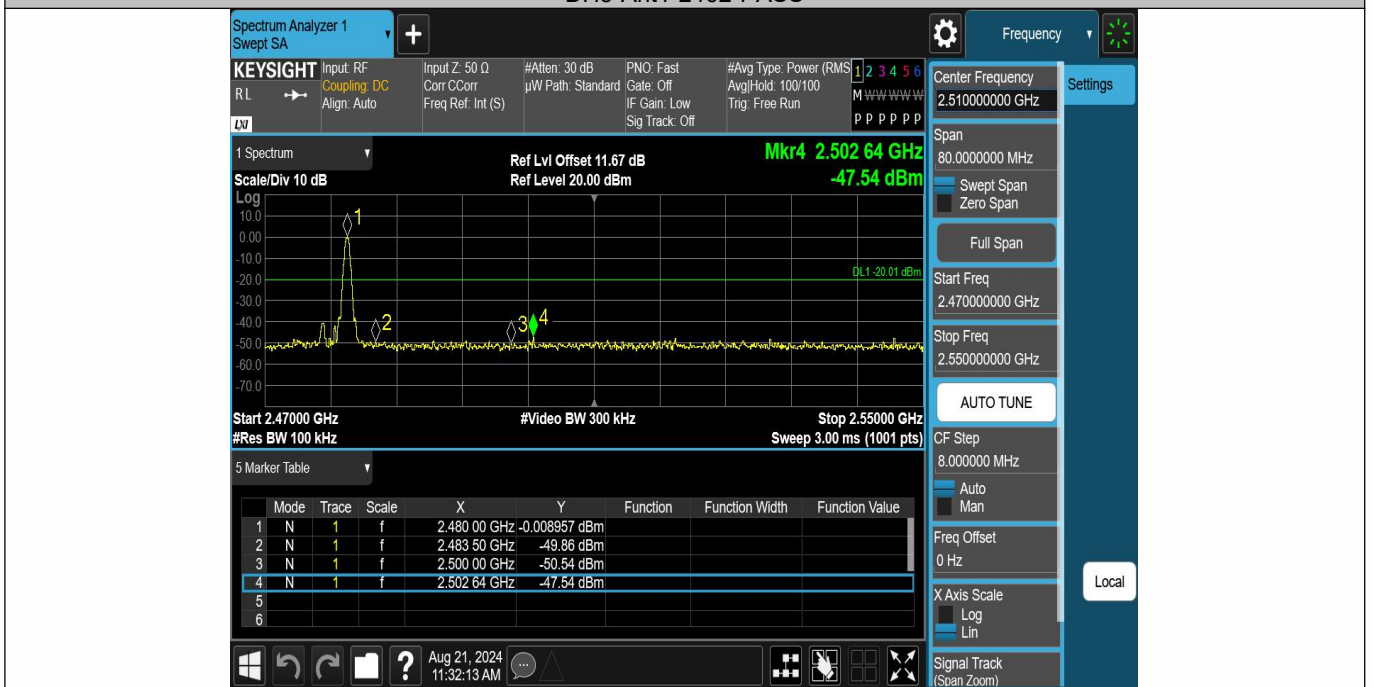 Spectrum Analyzer 1
Swept SA
+
Frequency
KEYSIGHT
R L
LXI
Input: RF
Coupling: DC
Align: Auto
Input Z: 50 Ω
Corr CCorr
Freq Ref: Int (S)
#Atten: 30 dB
µW Path: Standard
PNO: Fast
Gate: Off
IF Gain: Low
Sig Track: Off
#Avg Type: Power (RMS
Avg|Hold: 100/100
Trig: Free Run
1 2 3 4 5 6
M W W W W W
P P P P P P
1 Spectrum
Scale/Div 10 dB
Ref Lvl Offset 11.67 dB
Ref Level 20.00 dBm
Mkr4 2.502 64 GHz
-47.54 dBm
Log
10.0
0.00
-10.0
-20.0
-30.0
-40.0
-50.0
-60.0
-70.0
1
2
3
4
DL1 -20.01 dBm
Start 2.47000 GHz
#Video BW 300 kHz
Stop 2.55000 GHz
#Res BW 100 kHz
Sweep 3.00 ms (1001 pts)
5 Marker Table
Mode Trace Scale X Y Function Function Width Function Value
1 N 1 f 2.480 00 GHz -0.008957 dBm
2 N 1 f 2.483 50 GHz -49.86 dBm
3 N 1 f 2.500 00 GHz -50.54 dBm
4 N 1 f 2.502 64 GHz -47.54 dBm
5
6
?
Aug 21, 2024
11:32:13 AM
Settings
Center Frequency
2.510000000 GHz
Span
80.0000000 MHz
Swept Span
Zero Span
Full Span
Start Freq
2.470000000 GHz
Stop Freq
2.550000000 GHz
AUTO TUNE
CF Step
8.000000 MHz
Auto
Man
Freq Offset
0 Hz
X Axis Scale
Log
Lin
Signal Track
(Span Zoom)
Local